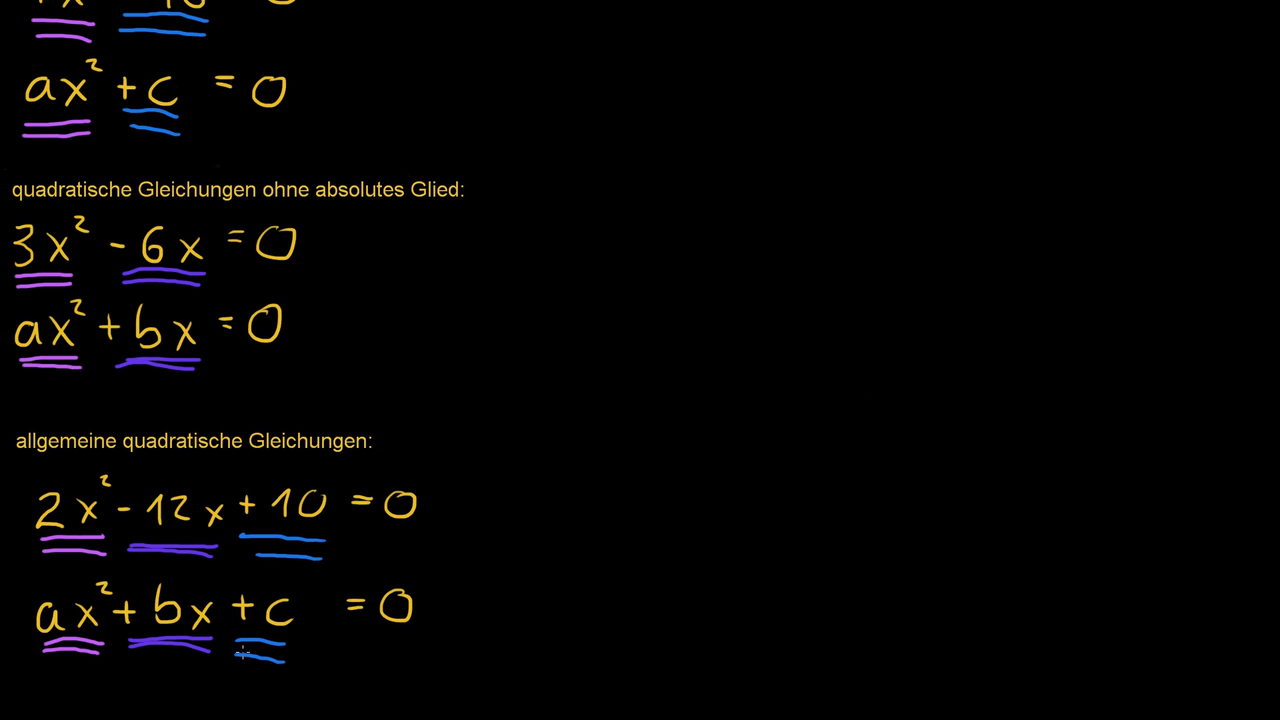 ax² + c = 0
quadratische Gleichungen ohne absolutes Glied:
3x² - 6x = 0
ax² + bx = 0
allgemeine quadratische Gleichungen:
2x² - 12x + 10 = 0
ax² + bx + c = 0